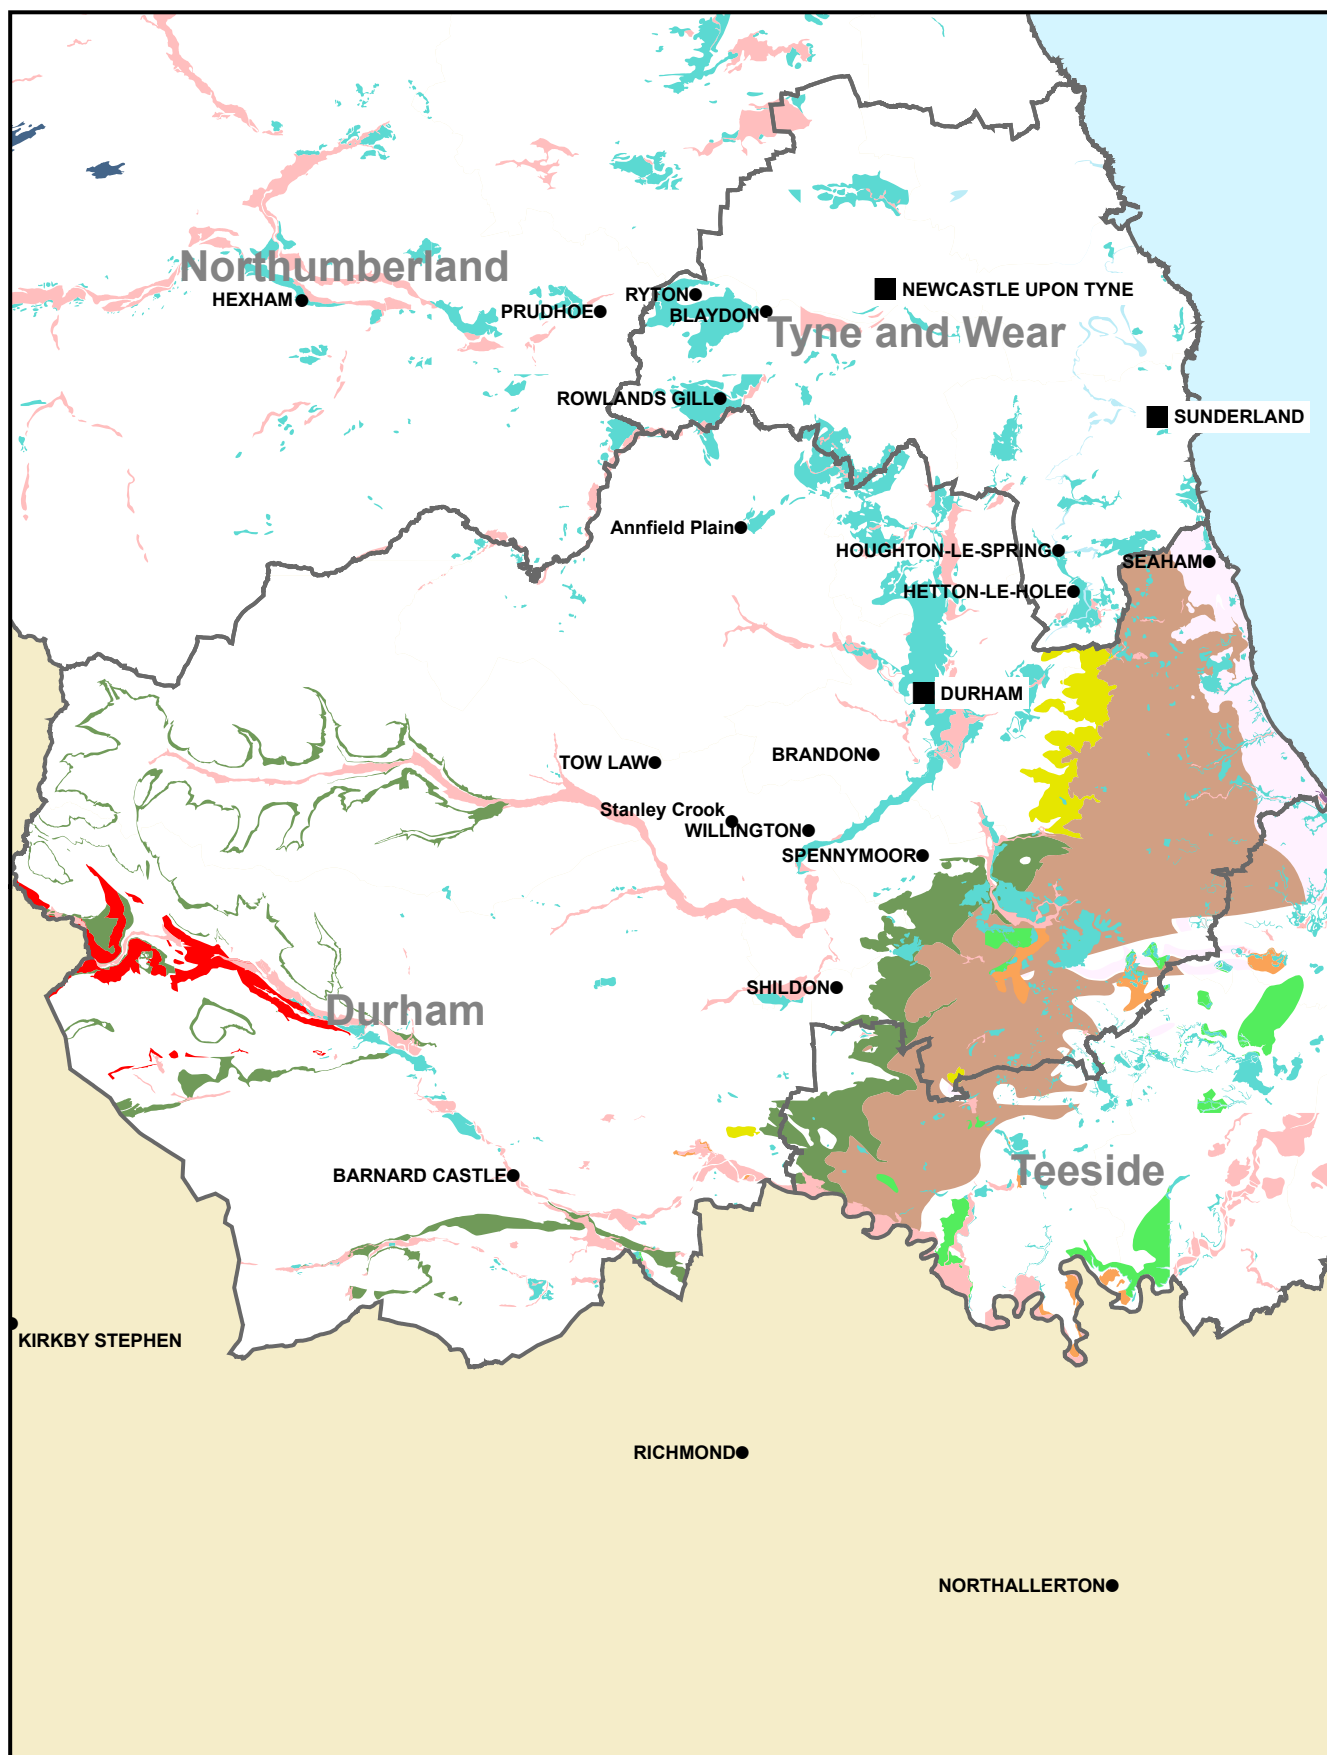 Northumberland
HEXHAM
PRUDHOE
RYTON
BLAYDON
NEWCASTLE UPON TYNE
Tyne and Wear
ROWLANDS GILL
SUNDERLAND
Annfield Plain
HOUGHTON-LE-SPRING
SEAHAM
HETTON-LE-HOLE
DURHAM
TOW LAW
BRANDON
Stanley Crook
WILLINGTON
SPENNYMOOR
SHILDON
Durham
BARNARD CASTLE
Teeside
KIRKBY STEPHEN
RICHMOND
NORTHALLERTON